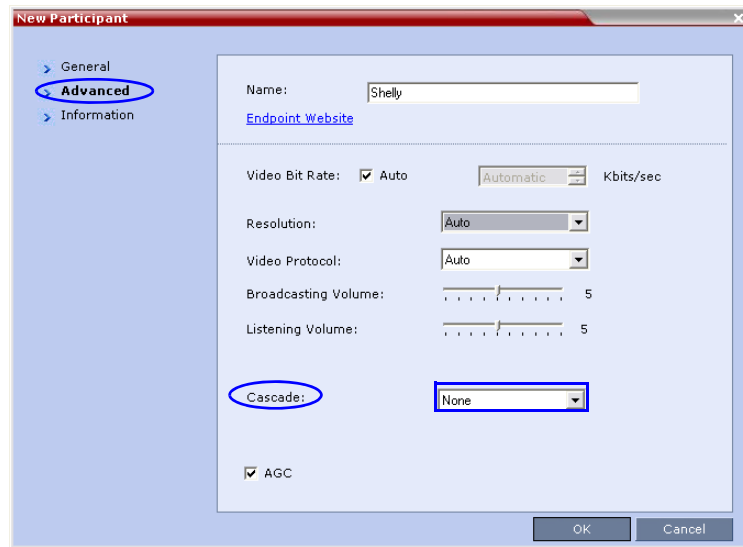 New Participant
General
Advanced
Information
Name: Shelly
Endpoint Website
Video Bit Rate: Auto Automatic Kbits/sec
Resolution: Auto
Video Protocol: Auto
Broadcasting Volume: 5
Listening Volume: 5
Cascade: None
AGC
OK Cancel